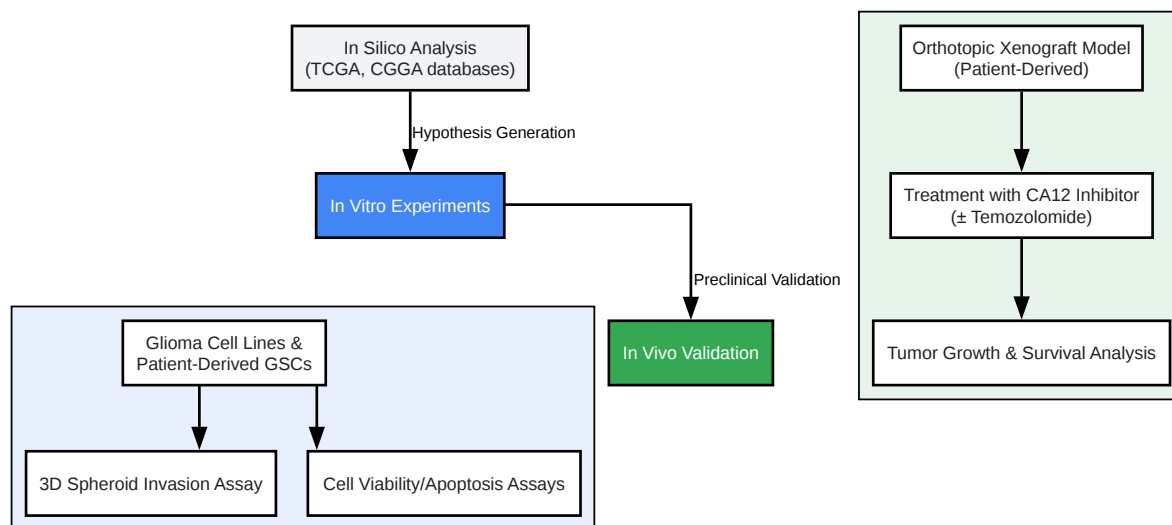 In Silico Analysis
(TCGA, CGGA databases)
Hypothesis Generation
In Vitro Experiments
Preclinical Validation
In Vivo Validation
Glioma Cell Lines &
Patient-Derived GSCs
3D Spheroid Invasion Assay
Cell Viability/Apoptosis Assays
Orthotopic Xenograft Model
(Patient-Derived)
Treatment with CA12 Inhibitor
(± Temozolomide)
Tumor Growth & Survival Analysis